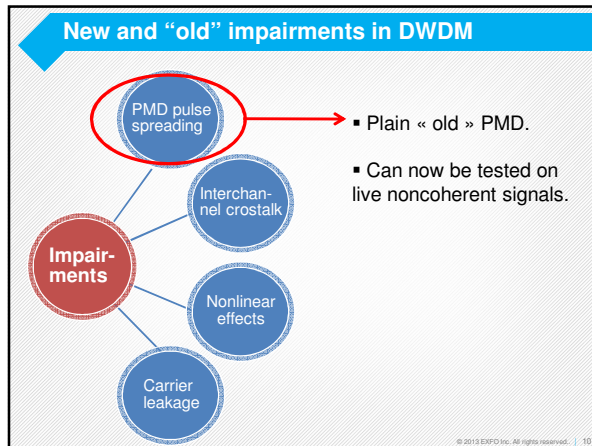 New and “old” impairments in DWDM
PMD pulse
spreading
▪ Plain « old » PMD.
▪ Can now be tested on
live noncoherent signals.
Interchan-
nel crostalk
Impair-
ments
Nonlinear
effects
Carrier
leakage
© 2013 EXFO Inc. All rights reserved.. | 10